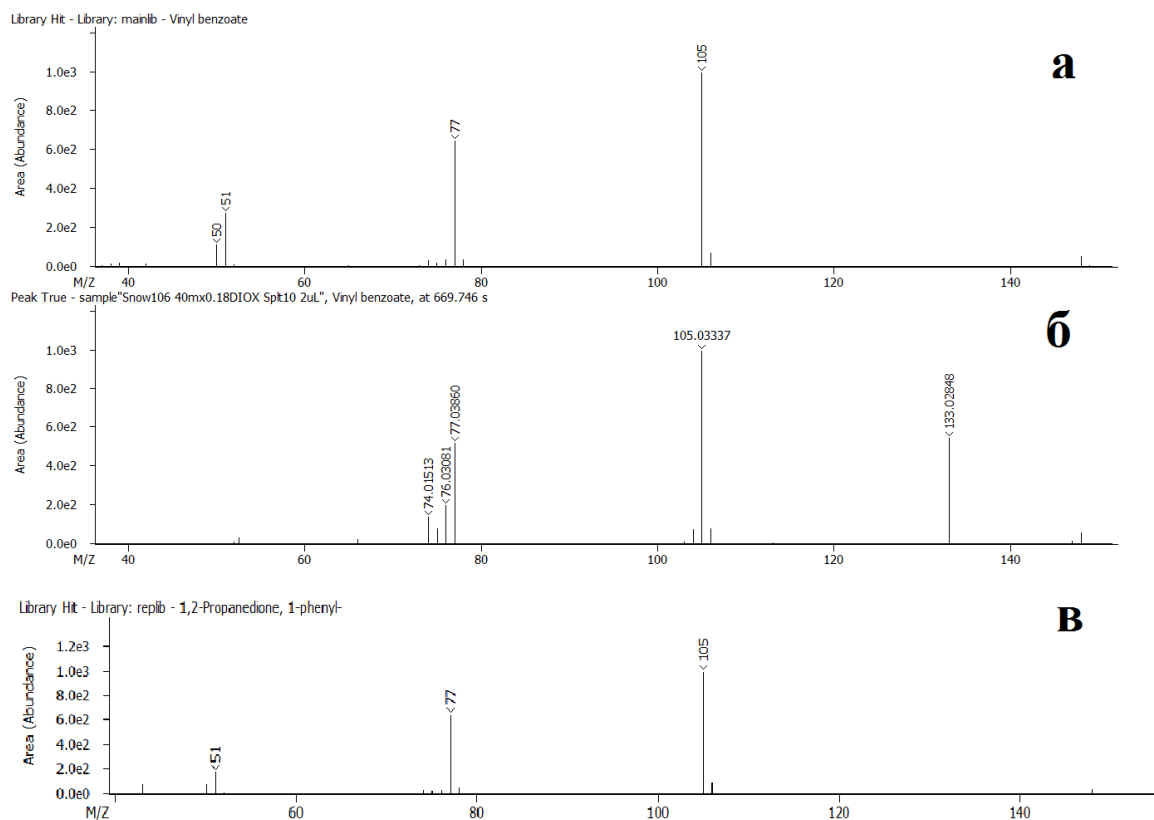 Library Hit - Library: mainlib - Vinyl benzoate
а
Area (Abundance)
1.0e3
8.0e2
6.0e2
4.0e2
2.0e2
0.0e0
50
51
77
105
M/Z 40 60 80 100 120 140
Peak True - sample"Snow106 40mx0.18DIOX Splt10 2uL", Vinyl benzoate, at 669.746 s
б
Area (Abundance)
1.0e3
8.0e2
6.0e2
4.0e2
2.0e2
0.0e0
74.01513
76.03081
77.03860
105.03337
133.02848
M/Z 40 60 80 100 120 140
Library Hit - Library: replib - 1,2-Propanedione, 1-phenyl-
в
Area (Abundance)
1.2e3
1.0e3
8.0e2
6.0e2
4.0e2
2.0e2
0.0e0
51
77
105
M/Z 60 80 100 120 140